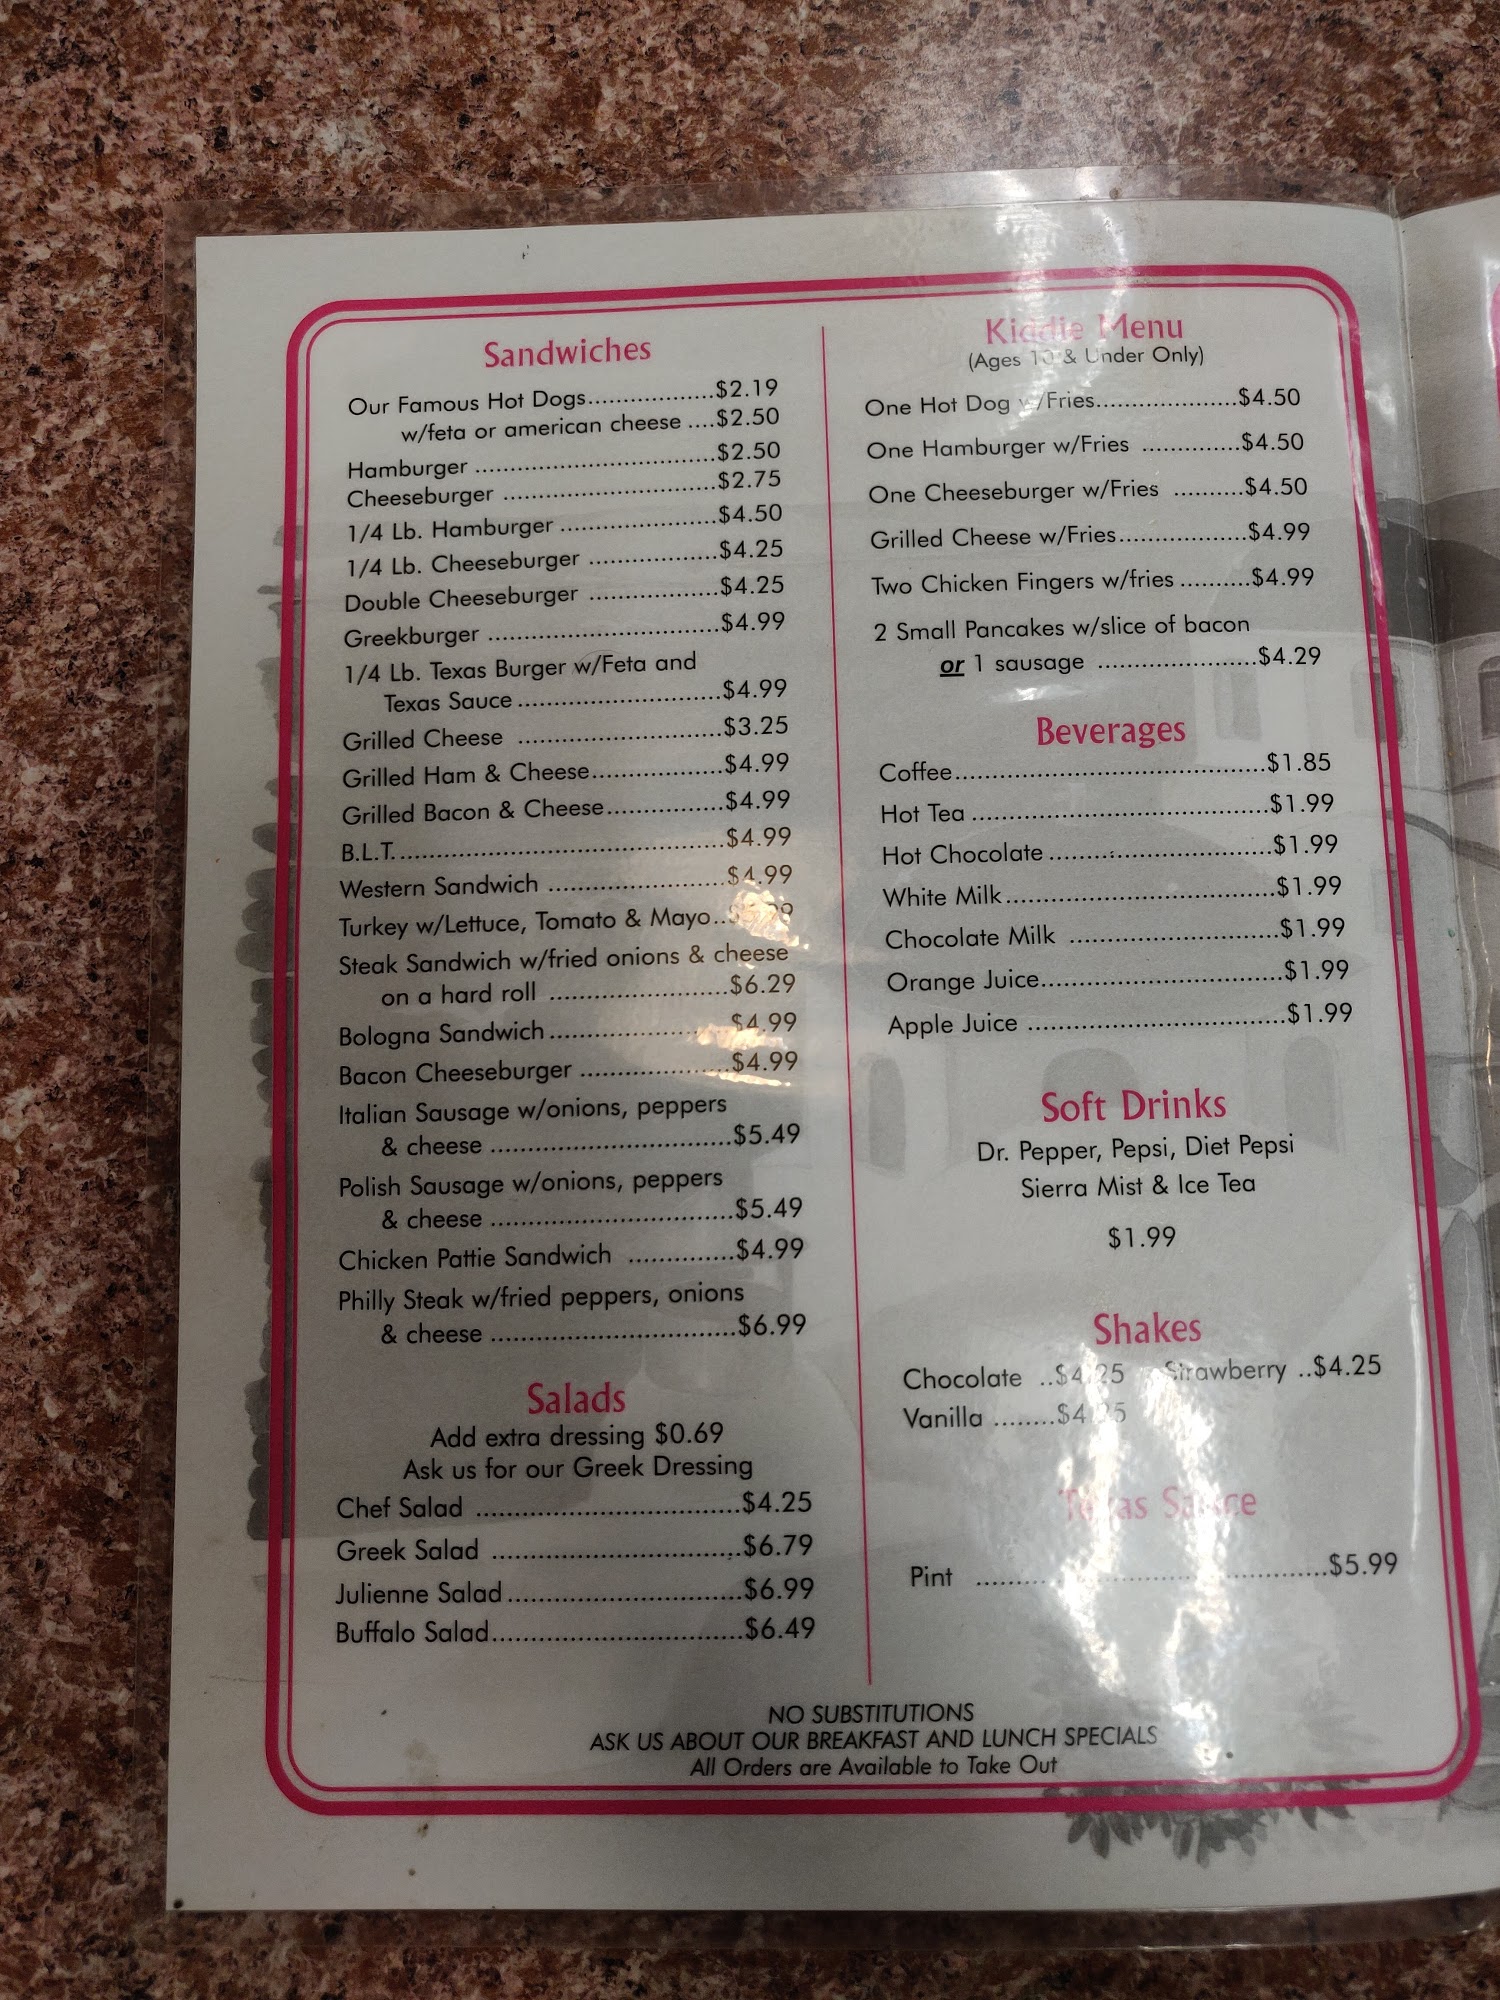 Sandwiches
Our Famous Hot Dogs..................$2.19
w/feta or american cheese ....$2.50
Hamburger ..................................$2.50
Cheeseburger ..............................$2.75
1/4 Lb. Hamburger ......................$4.50
1/4 Lb. Cheeseburger ..................$4.25
Double Cheeseburger ..................$4.25
Greekburger ................................$4.99
1/4 Lb. Texas Burger w/Feta and
Texas Sauce............................$4.99
Grilled Cheese ............................$3.25
Grilled Ham & Cheese..................$4.99
Grilled Bacon & Cheese................$4.99
B.L.T.............................................$4.99
Western Sandwich ........................$4.99
Turkey w/Lettuce, Tomato & Mayo..
Steak Sandwich w/fried onions & cheese
on a hard roll ........................$6.29
Bologna Sandwich........................$4.99
Bacon Cheeseburger ....................$4.99
Italian Sausage w/onions, peppers
& cheese .................................$5.49
Polish Sausage w/onions, peppers
& cheese .................................$5.49
Chicken Pattie Sandwich ..............$4.99
Philly Steak w/fried peppers, onions
& cheese .................................$6.99
Salads
Add extra dressing $0.69
Ask us for our Greek Dressing
Chef Salad ....................................$4.25
Greek Salad ..................................$6.79
Julienne Salad................................$6.99
Buffalo Salad..................................$6.49
Kiddie Menu
(Ages 10 & Under Only)
One Hot Dog w/Fries.....................$4.50
One Hamburger w/Fries ..............$4.50
One Cheeseburger w/Fries ..........$4.50
Grilled Cheese w/Fries..................$4.99
Two Chicken Fingers w/fries..........$4.99
2 Small Pancakes w/slice of bacon
or 1 sausage ......................$4.29
Beverages
Coffee............................................$1.85
Hot Tea ..........................................$1.99
Hot Chocolate................................$1.99
White Milk......................................$1.99
Chocolate Milk ..............................$1.99
Orange Juice..................................$1.99
Apple Juice ....................................$1.99
Soft Drinks
Dr. Pepper, Pepsi, Diet Pepsi
Sierra Mist & Ice Tea
$1.99
Shakes
Chocolate ..$4.25 Strawberry ..$4.25
Vanilla ........$4.25
Texas Sauce
Pint ..................................................$5.99
NO SUBSTITUTIONS
ASK US ABOUT OUR BREAKFAST AND LUNCH SPECIALS
All Orders are Available to Take Out